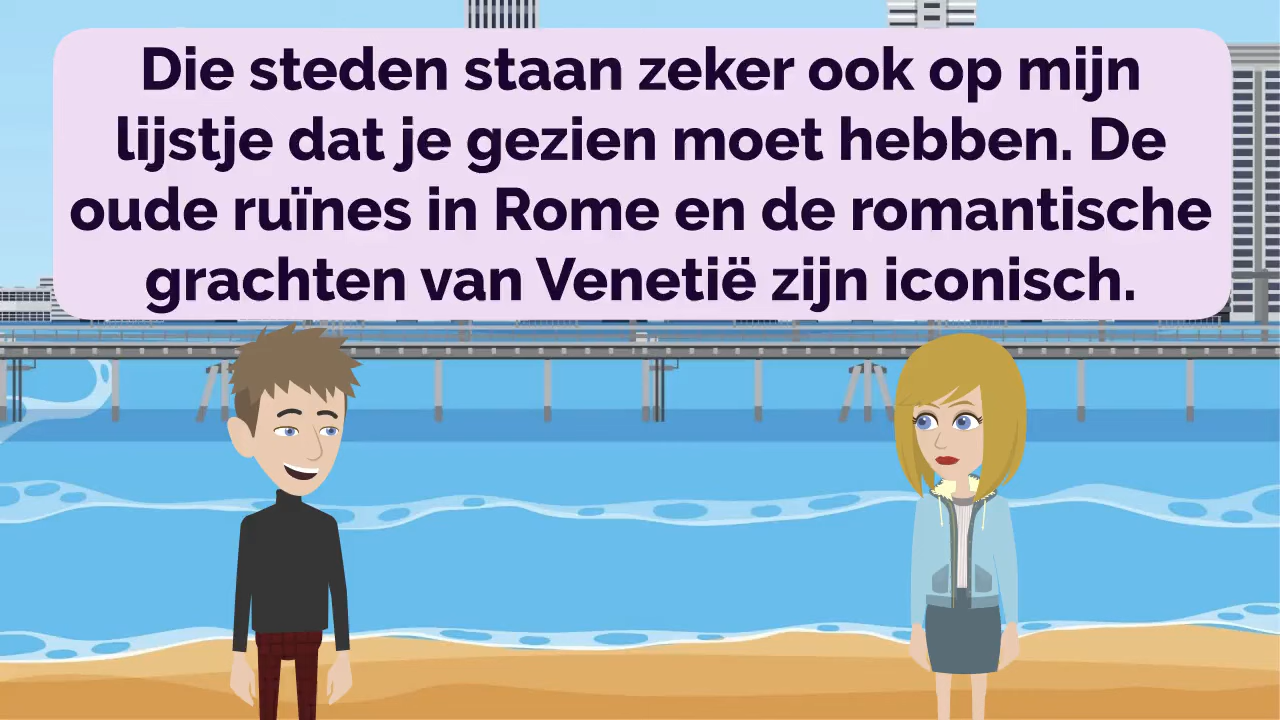 Die steden staan zeker ook op mijn
lijstje dat je gezien moet hebben. De
oude ruïnes in Rome en de romantische
grachten van Venetië zijn iconisch.